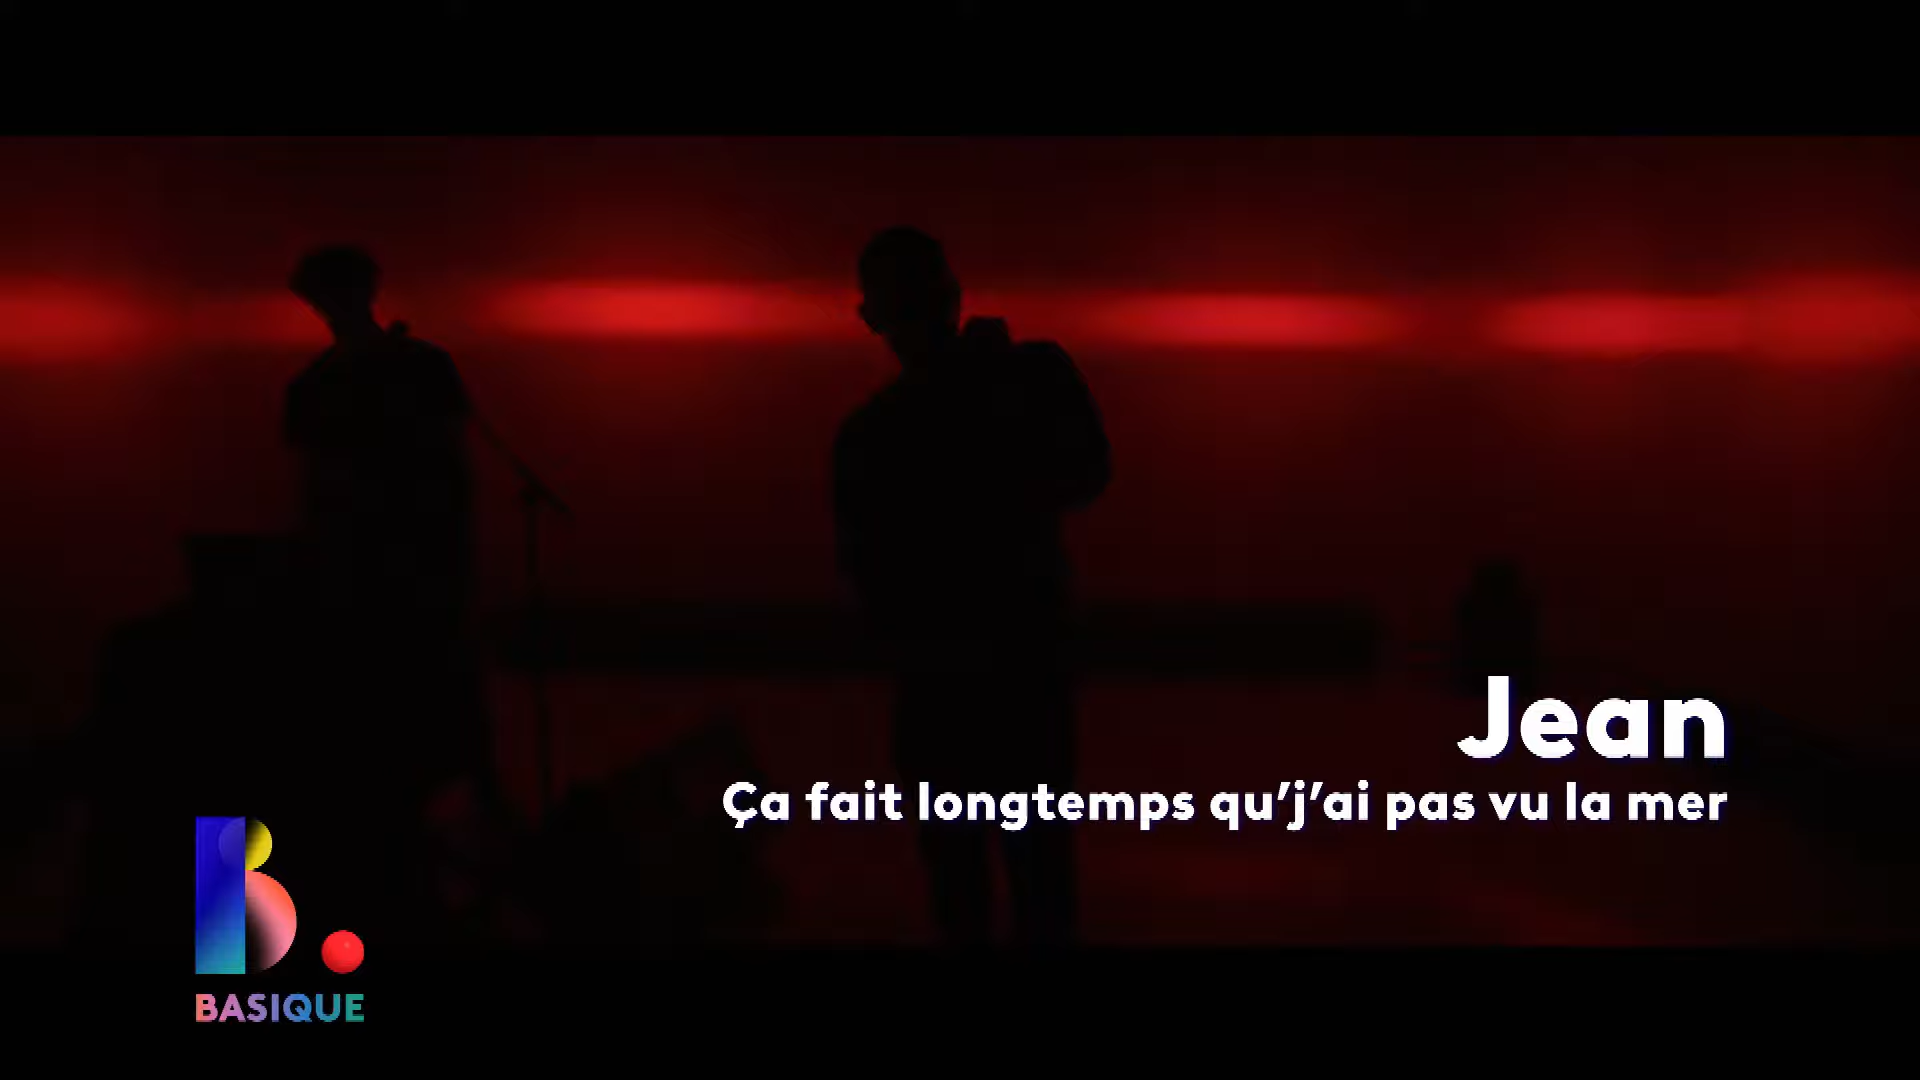 Jean
Ça fait longtemps qu’j’ai pas vu la mer
B.
BASIQUE